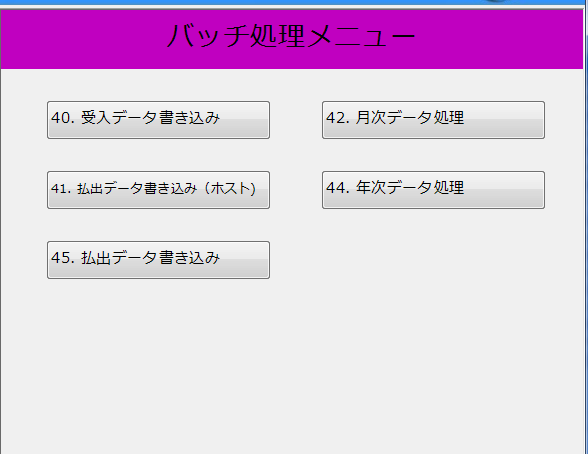 バッチ処理メニュー
40. 受入データ書き込み
42. 月次データ処理
41. 払出データ書き込み（ホスト)
44. 年次データ処理
45. 払出データ書き込み